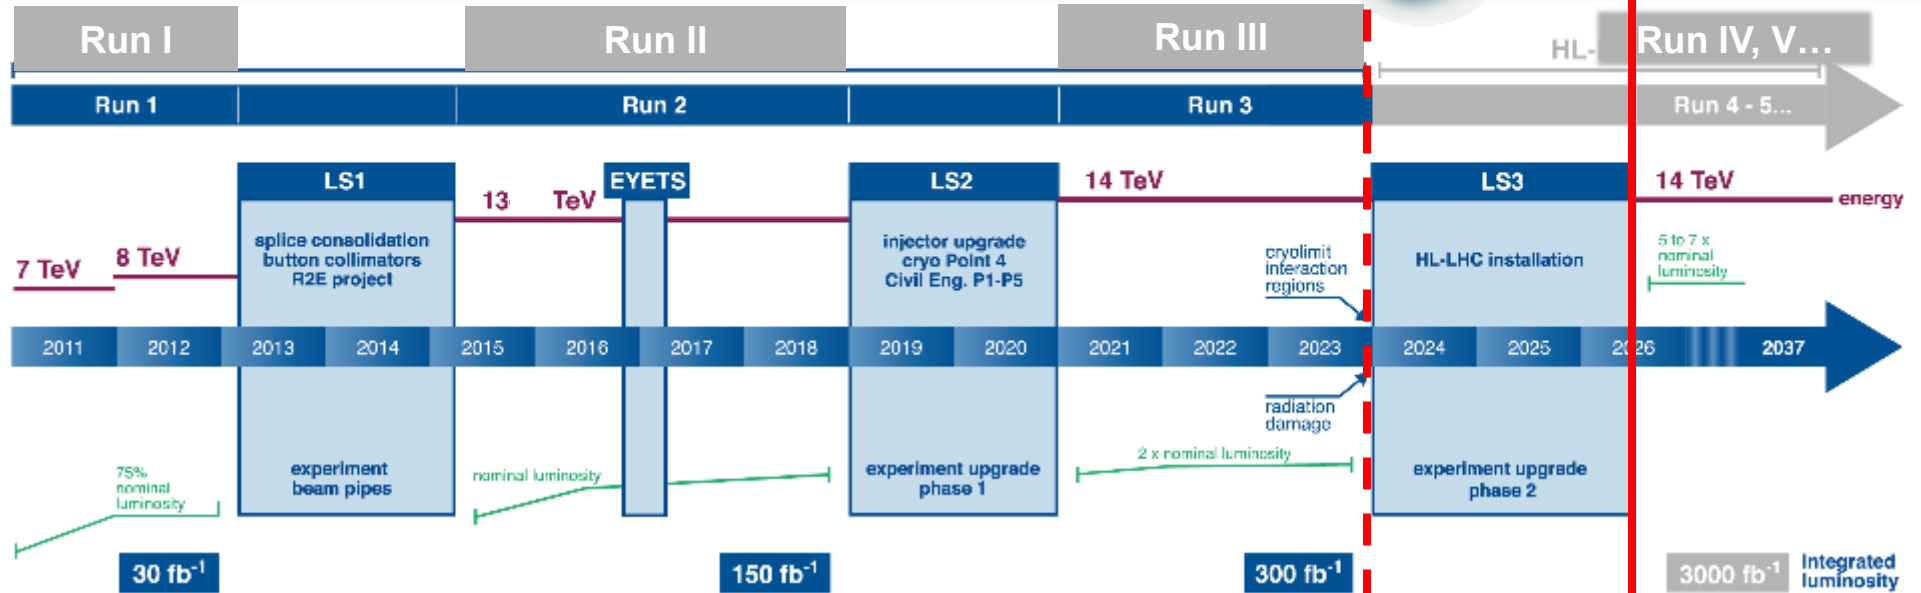 Run I
Run II
Run III
HL-
Run IV, V...
Run 1
Run 2
Run 3
Run 4 - 5...
LS1
EYETS
LS2
LS3
13 TeV
14 TeV
14 TeV
energy
7 TeV
8 TeV
splice consolidation
button collimators
R2E project
injector upgrade
cryo Point 4
Civil Eng. P1-P5
cryolimit
interaction
regions
HL-LHC installation
5 to 7 x
nominal
luminosity
2011 2012 2013 2014 2015 2016 2017 2018 2019 2020 2021 2022 2023 2024 2025 2026 2037
radiation
damage
75%
nominal
luminosity
experiment
beam pipes
nominal luminosity
experiment upgrade
phase 1
2 x nominal luminosity
experiment upgrade
phase 2
30 fb-1
150 fb-1
300 fb-1
3000 fb-1
Integrated
luminosity